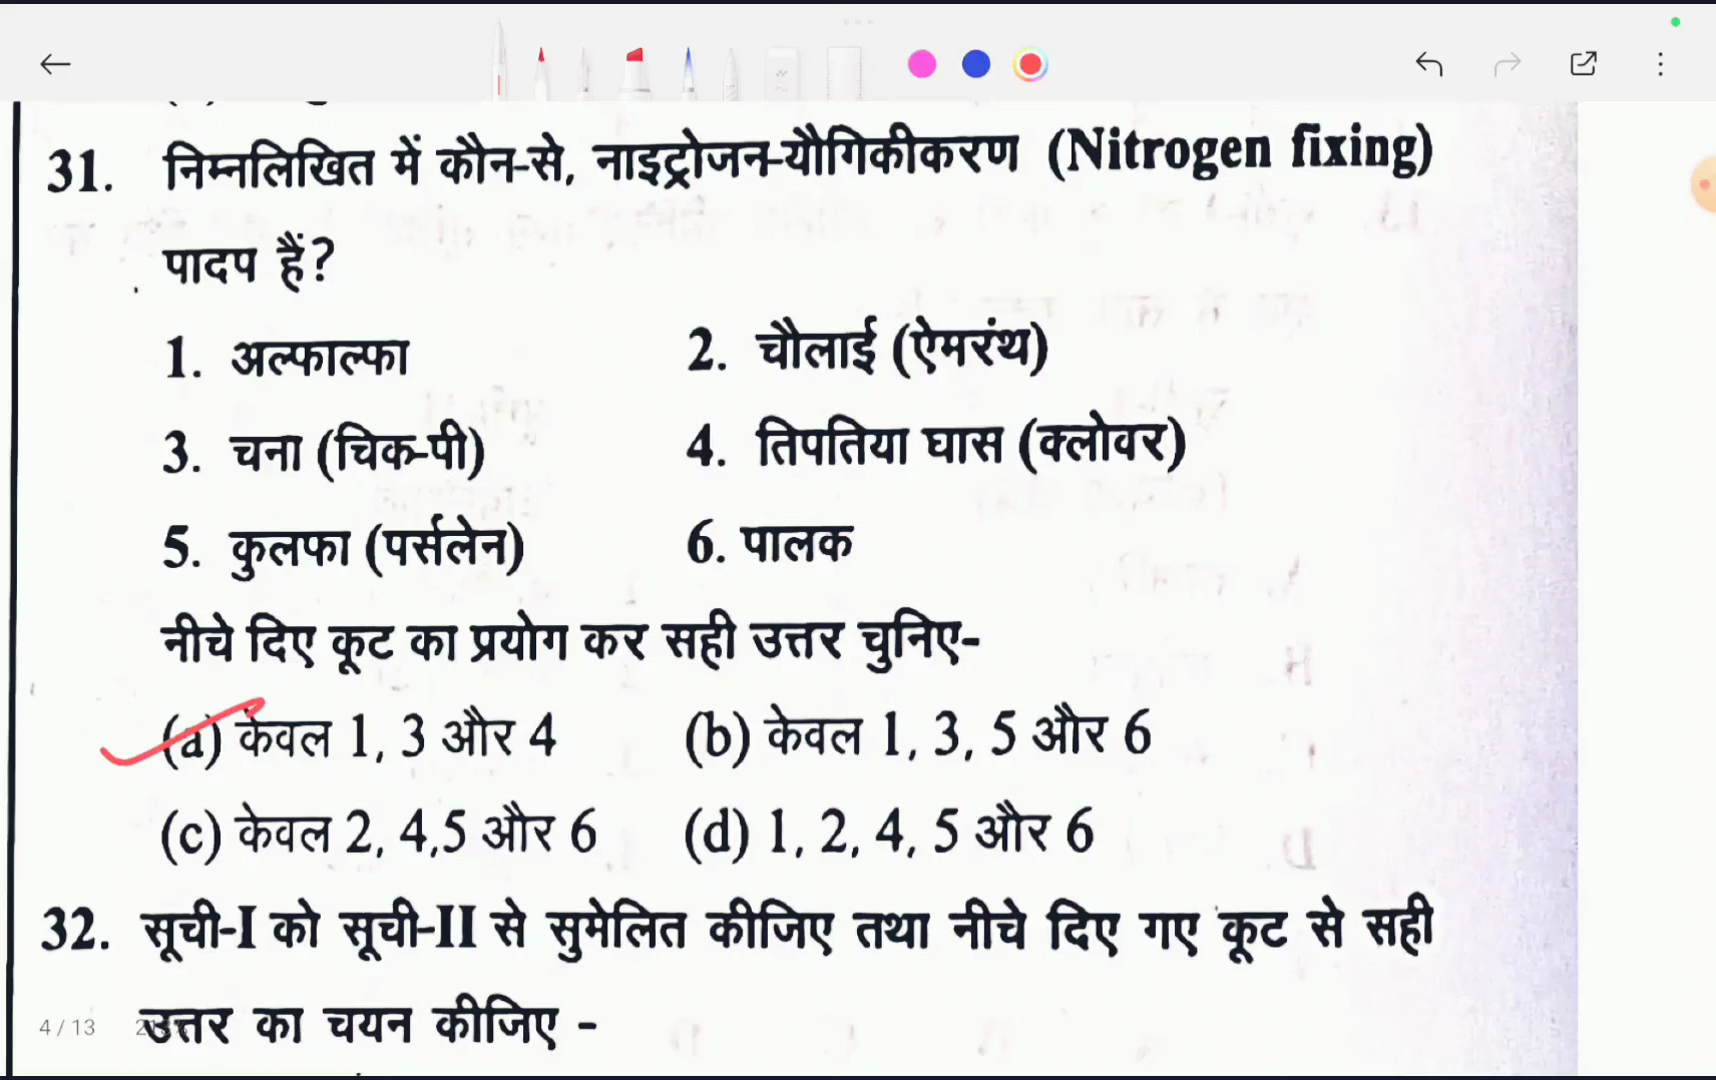 31. निम्नलिखित में कौन-से, नाइट्रोजन-यौगिकीकरण (Nitrogen fixing)
पादप हैं?
1. अल्फाल्फा 2. चौलाई (ऐमरंथ)
3. चना (चिक-पी) 4. तिपतिया घास (क्लोवर)
5. कुलफा (पर्सलेन) 6. पालक
नीचे दिए कूट का प्रयोग कर सही उत्तर चुनिए-
(a) केवल 1, 3 और 4 (b) केवल 1, 3, 5 और 6
(c) केवल 2, 4,5 और 6 (d) 1, 2, 4, 5 और 6
32. सूची-I को सूची-II से सुमेलित कीजिए तथा नीचे दिए गए कूट से सही
उत्तर का चयन कीजिए -
4 / 13